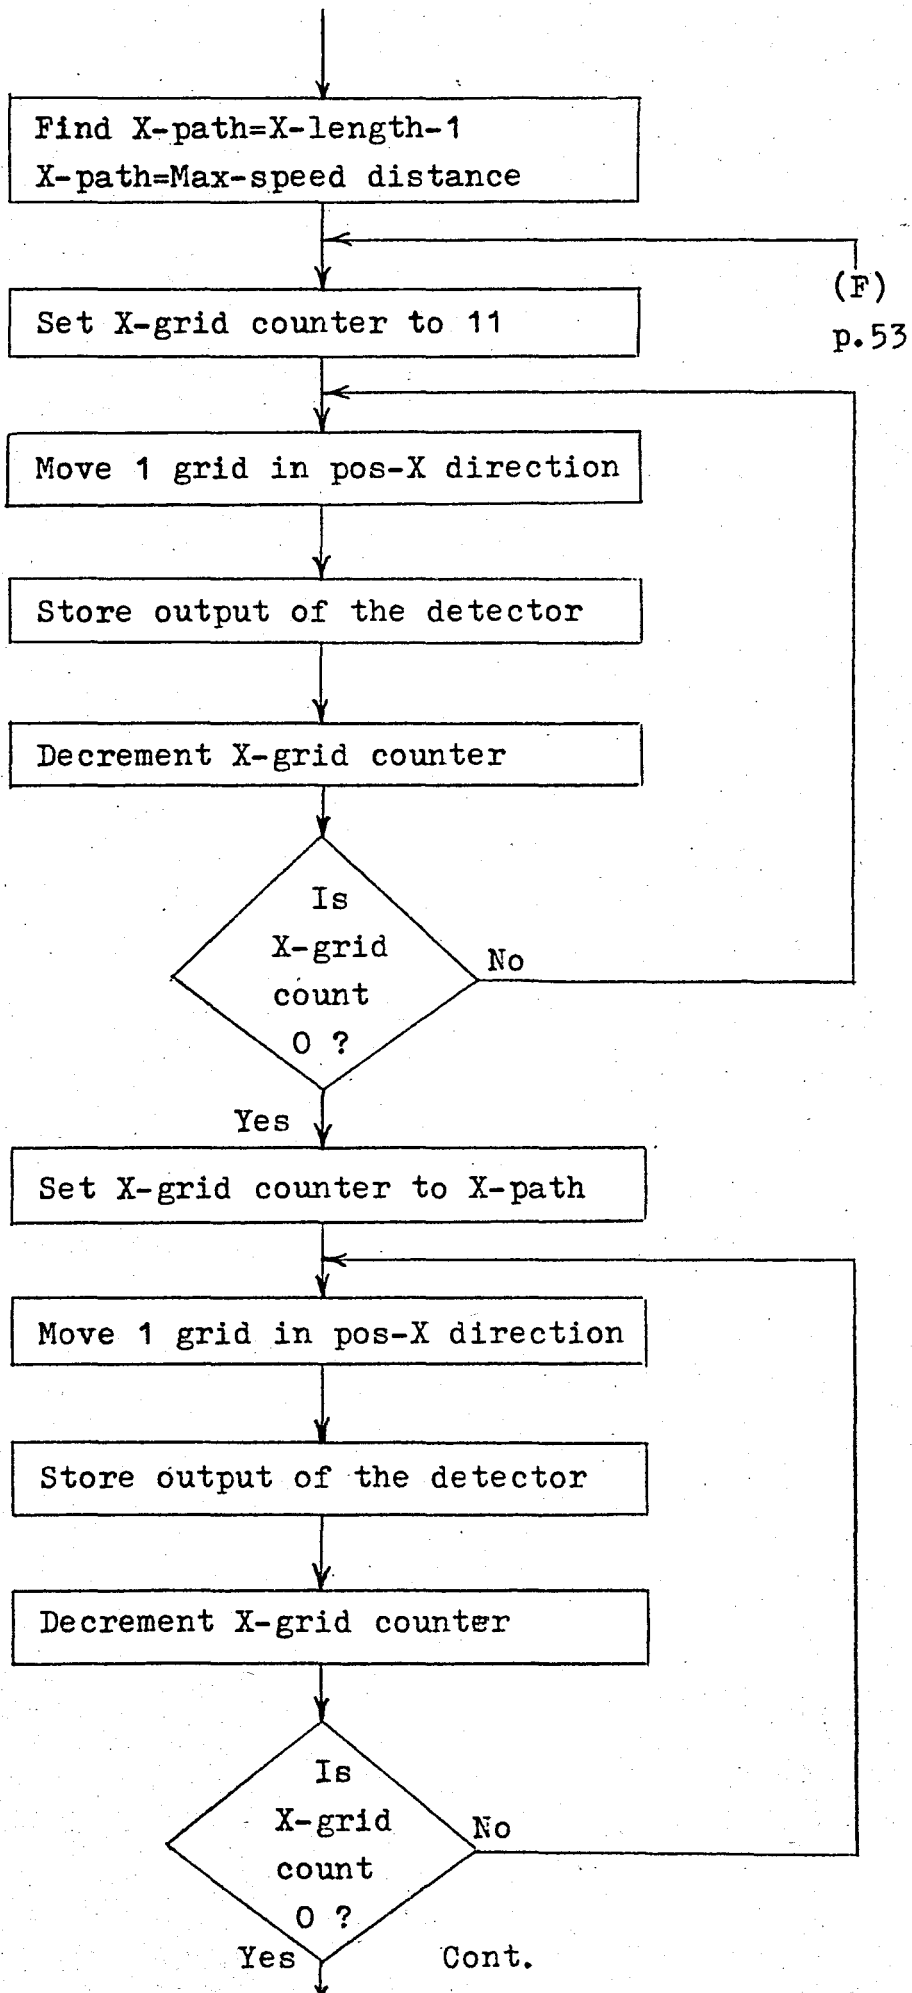 Find X-path=X-length-1
X-path=Max-speed distance
(F)
p.53
Set X-grid counter to 11
Move 1 grid in pos-X direction
Store output of the detector
Decrement X-grid counter
Is
X-grid
count
0 ?
No
Yes
Set X-grid counter to X-path
Move 1 grid in pos-X direction
Store output of the detector
Decrement X-grid counter
Is
X-grid
count
0 ?
No
Yes
Cont.